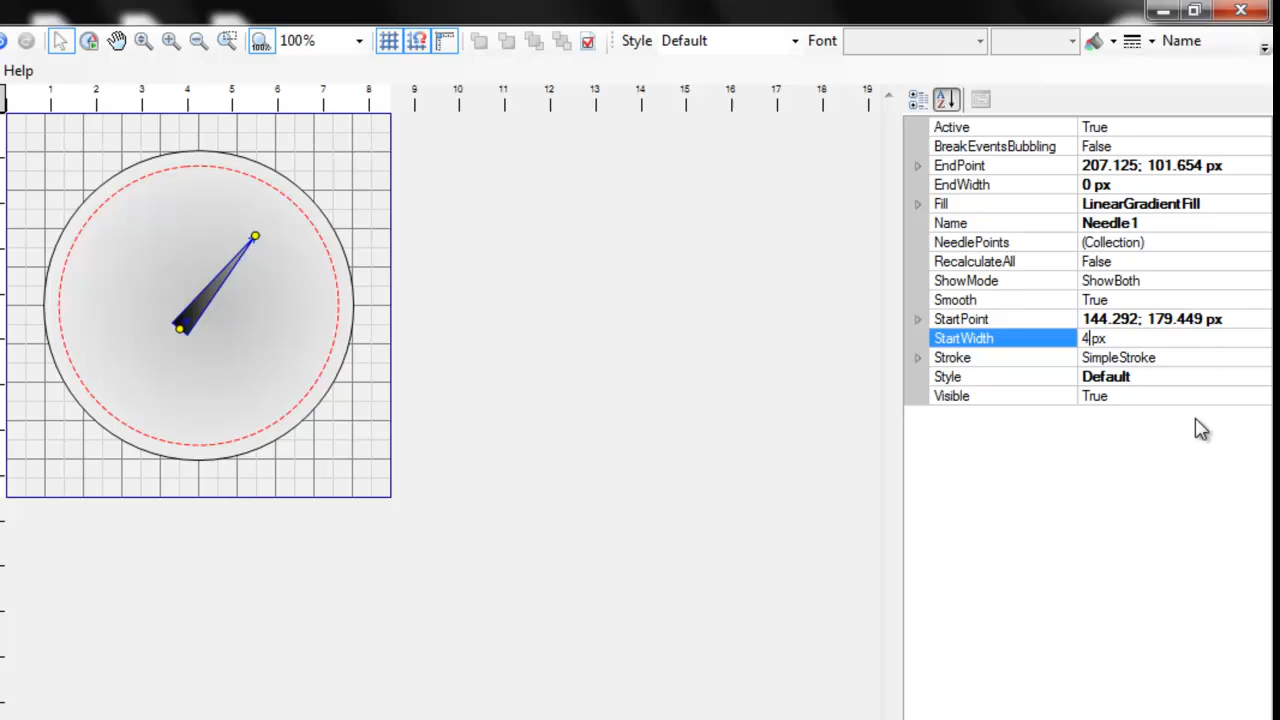 100% Style Default Font Name
Help
1 2 3 4 5 6 7 8 9 10 11 12 13 14 15 16 17 18 19
Active True
BreakEventsBubbling False
EndPoint 207.125; 101.654 px
EndWidth 0 px
Fill LinearGradientFill
Name Needle1
NeedlePoints (Collection)
RecalculateAll False
ShowMode ShowBoth
Smooth True
StartPoint 144.292; 179.449 px
StartWidth 4 px
Stroke SimpleStroke
Style Default
Visible True